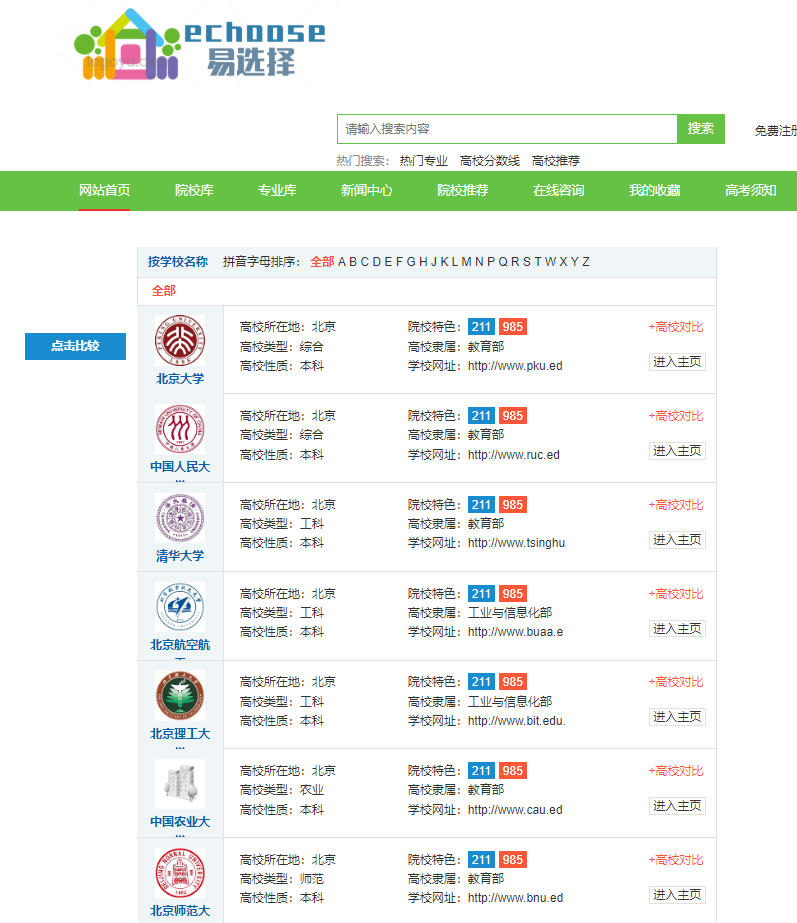 echoose
易选择
请输入搜索内容 搜索 免费注册
热门搜索： 热门专业 高校分数线 高校推荐
网站首页 院校库 专业库 新闻中心 院校推荐 在线咨询 我的收藏 高考须知
按学校名称 拼音字母排序： 全部 A B C D E F G H J K L M N P Q R S T W X Y Z
全部
点击比较
高校所在地：北京 院校特色： 211 985 +高校对比
高校类型：综合 高校隶属：教育部
高校性质：本科 学校网址：http://www.pku.ed 进入主页
北京大学
高校所在地：北京 院校特色： 211 985 +高校对比
高校类型：综合 高校隶属：教育部
高校性质：本科 学校网址：http://www.ruc.ed 进入主页
中国人民大
高校所在地：北京 院校特色： 211 985 +高校对比
高校类型：工科 高校隶属：教育部
高校性质：本科 学校网址：http://www.tsinghu 进入主页
清华大学
高校所在地：北京 院校特色： 211 985 +高校对比
高校类型：工科 高校隶属：工业与信息化部
高校性质：本科 学校网址：http://www.buaa.e 进入主页
北京航空航
高校所在地：北京 院校特色： 211 985 +高校对比
高校类型：工科 高校隶属：工业与信息化部
高校性质：本科 学校网址：http://www.bit.edu. 进入主页
北京理工大
高校所在地：北京 院校特色： 211 985 +高校对比
高校类型：农业 高校隶属：教育部
高校性质：本科 学校网址：http://www.cau.ed 进入主页
中国农业大
高校所在地：北京 院校特色： 211 985 +高校对比
高校类型：师范 高校隶属：教育部
高校性质：本科 学校网址：http://www.bnu.ed 进入主页
北京师范大